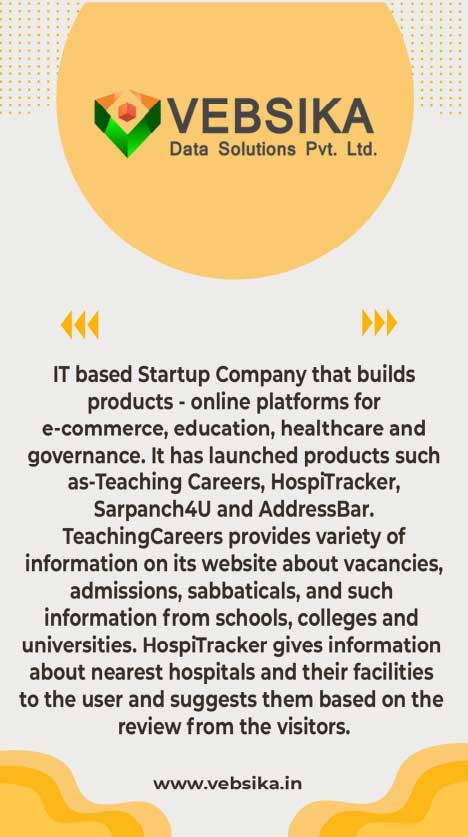 VEBSIKA
Data Solutions Pvt. Ltd.
IT based Startup Company that builds
products - online platforms for
e-commerce, education, healthcare and
governance. It has launched products such
as-Teaching Careers, HospiTracker,
Sarpanch4U and AddressBar.
TeachingCareers provides variety of
information on its website about vacancies,
admissions, sabbaticals, and such
information from schools, colleges and
universities. HospiTracker gives information
about nearest hospitals and their facilities
to the user and suggests them based on the
review from the visitors.
www.vebsika.in